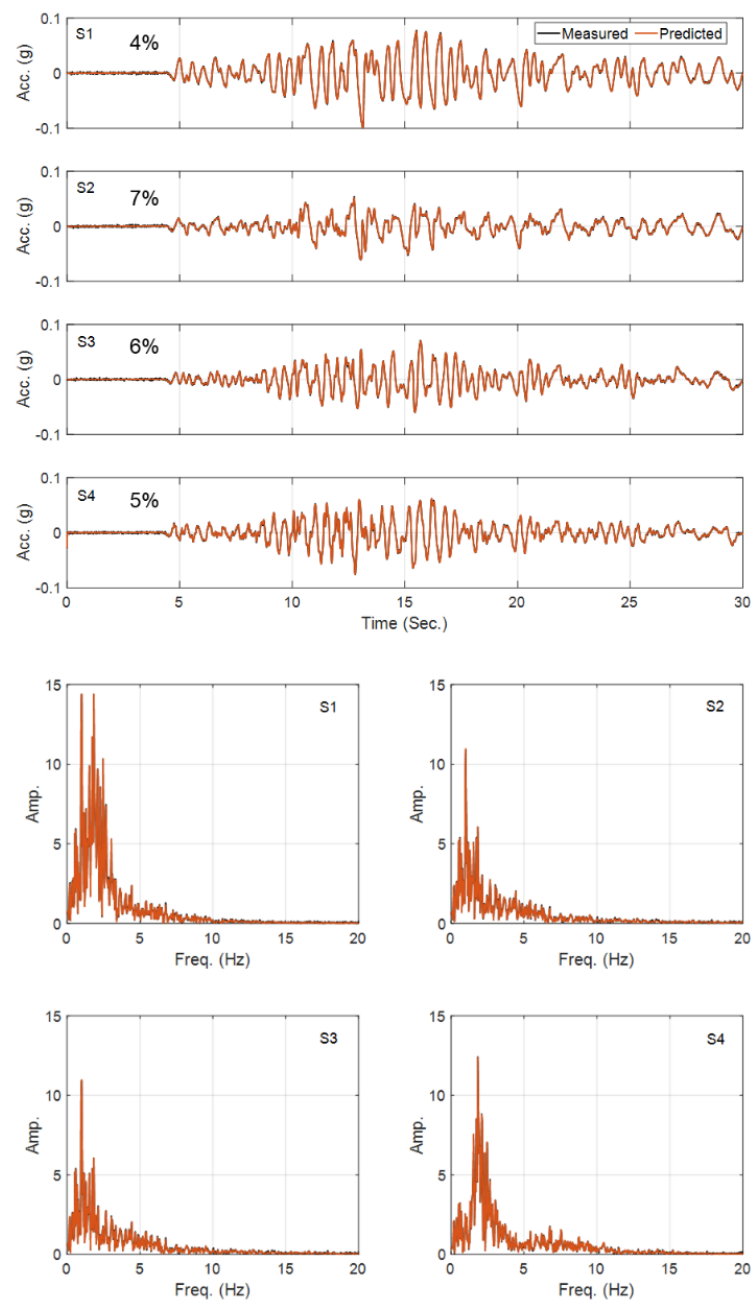 0.1
S1 4% Measured Predicted
Acc. (g)
0
-0.1
0.1
S2 7%
Acc. (g)
0
-0.1
0.1
S3 6%
Acc. (g)
0
-0.1
0.1
S4 5%
Acc. (g)
0
-0.1
0 5 10 15 20 25 30
Time (Sec.)
15 15
S1 S2
10 10
Amp. Amp.
5 5
0 0
0 5 10 15 20 0 5 10 15 20
Freq. (Hz) Freq. (Hz)
15 15
S3 S4
10 10
Amp. Amp.
5 5
0 0
0 5 10 15 20 0 5 10 15 20
Freq. (Hz) Freq. (Hz)